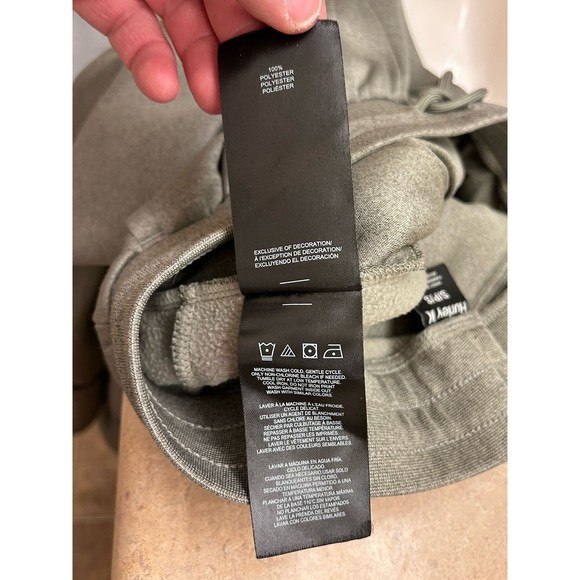 100%
POLYESTER
POLYESTER
POLIÉSTER
EXCLUSIVE OF DECORATION/
À l'EXCEPTION DE DECORATION/
EXCLUYENDO EL DECORACIÓN
MACHINE WASH COLD, GENTLE CYCLE.
ONLY NON-CHLORINE BLEACH IF NEEDED.
TUMBLE DRY AT LOW TEMPERATURE.
COOL IRON, DO NOT IRON PRINT
WASH GARMENT INSIDE OUT.
WASH WITH SIMILAR COLORS.
LAVER À LA MACHINE À L'EAU FROIDE,
CYCLE DÉLICAT.
UTILISER UN AGENT DE BLANCHIMENT
SANS CHLORE AU BESOIN.
SÉCHER PAR CULBUTAGE À BASSE
TEMPÉRATURE.
REPASSER À BASSE TEMPÉRATURE,
NE PAS REPASSER LES IMPRIMÉS.
LAVER LE VÊTEMENT SUR L'ENVERS
LAVER AVEC DES COULEURS SEMBLABLES.
LAVAR A MÁQUINA EN AGUA FRÍA,
CICLO DELICADO.
CUANDO SEA NECESARIO USAR SOLO
BLANQUEANTES SIN CLORO.
SECADO EN MAQUINA PERMITIDO A UNA
TEMPERATURA MENOR
PLANCHAR A UNA TEMPERATURA MÁXIMA
DE LA BASE 110°C,SIN VAPOR
NO PLANCHAR LOS ESTAMPADOS.
LAVE LA PRENDA DEL REVÉS.
LAVAR CON COLORES SIMILARES.
Hurley K
S/P/S